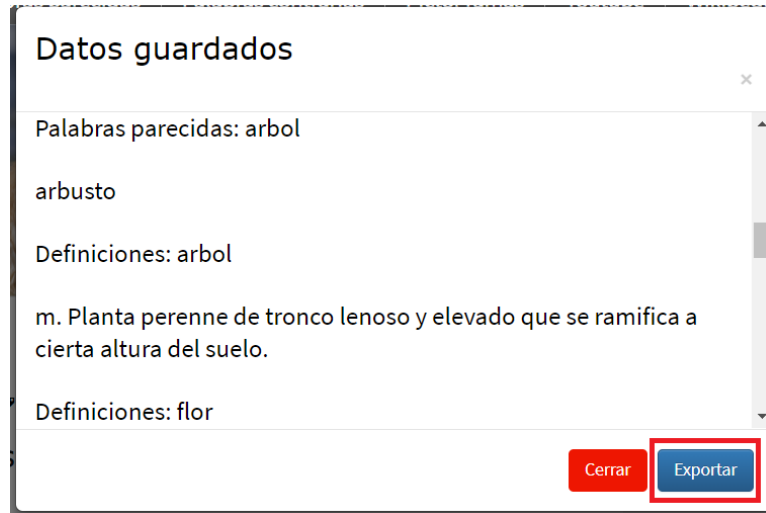 Datos guardados
×
Palabras parecidas: arbol
arbusto
Definiciones: arbol
m. Planta perenne de tronco lenoso y elevado que se ramifica a
cierta altura del suelo.
Definiciones: flor
Cerrar
Exportar